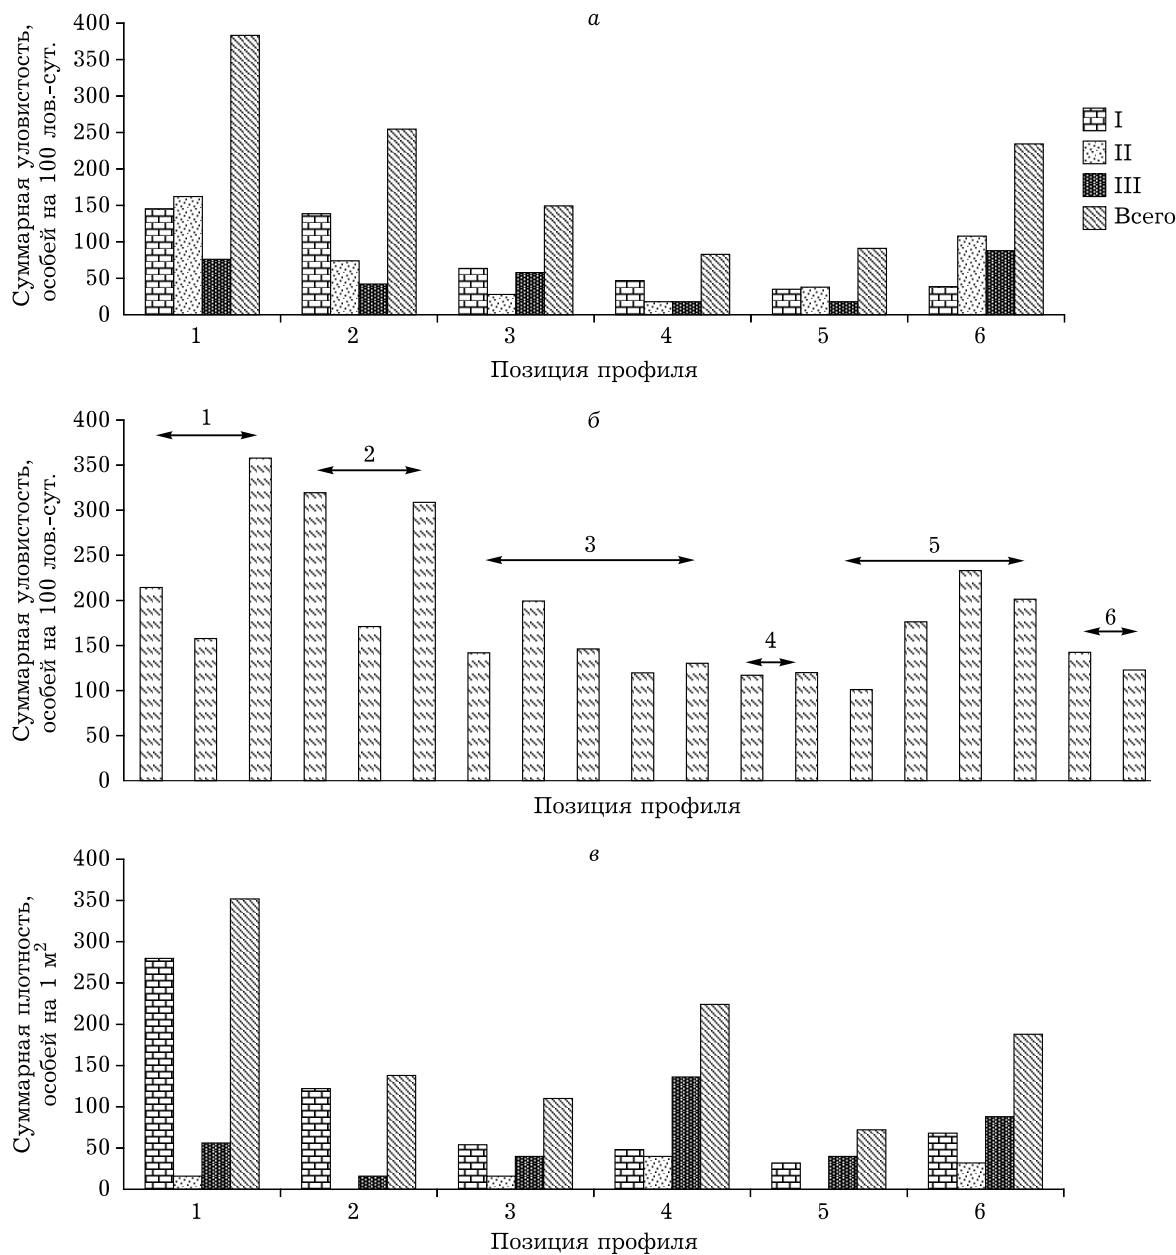 а
Суммарная уловистость,
особей на 100 лов.-сут.
400
350
300
250
200
150
100
50
0
1 2 3 4 5 6
Позиция профиля
I
II
III
Всего
б
Суммарная уловистость,
особей на 100 лов.-сут.
400
350
300
250
200
150
100
50
0
1
2
3
4
5
6
Позиция профиля
в
Суммарная плотность,
особей на 1 м²
400
350
300
250
200
150
100
50
0
1 2 3 4 5 6
Позиция профиля